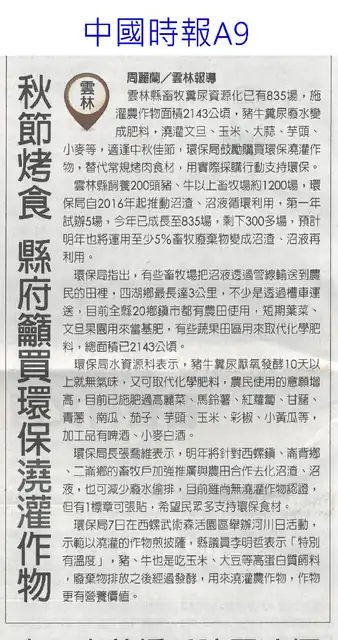 中國時報A9
秋節烤食 縣府籲買環保澆灌作物
雲林
周麗蘭／雲林報導
雲林縣畜牧糞尿資源化已有835場，施
灌農作物面積2143公頃，豬牛糞尿廢水變
成肥料，澆灌文旦、玉米、大蒜、芋頭、
小麥等，適逢中秋佳節，環保局鼓勵購買環保澆灌作
物，替代常規烤肉食材，用實際採購行動支持環保。
雲林縣飼養200頭豬、牛以上畜牧場約1200場，環
保局自2016年起推動沼渣、沼液循環利用，第一年
試辦5場，今年已成長至835場，剩下300多場，預計
明年也將運用至少5%畜牧廢棄物變成沼渣、沼液再
利用。
環保局指出，有些畜牧場把沼液透過管線輸送到農
民的田裡，四湖鄉最長達3公里，不少是透過槽車運
送，目前全縣20鄉鎮市都有農田使用，短期葉菜、
文旦果園用來當基肥，有些蔬果田區用來取代化學肥
料，總面積已2143公頃。
環保局水資源科表示，豬牛糞尿厭氧發酵10天以
上就無氣味，又可取代化學肥料，農民使用的意願增
高，目前已施肥過高麗菜、馬鈴薯、紅蘿蔔、甘藷、
青蔥、南瓜、茄子、芋頭、玉米、彩椒、小黃瓜等，
加工品有啤酒、小麥白酒。
環保局長張喬維表示，明年將針對西螺鎮、崙背鄉
、二崙鄉的畜牧戶加強推廣與農田合作去化沼渣、沼
液，也可減少廢水偷排，目前雖尚無澆灌作物認證，
但有1標章可張貼，希望民眾多支持環保食材。
環保局7日在西螺武術森活園區舉辦河川日活動，
示範以澆灌的作物煎披薩，縣議員李明哲表示「特別
有溫度」，豬、牛也是吃玉米、大豆等高蛋白質飼料
，廢棄物排放之後經過發酵，用來澆灌農作物，作物
更有營養價值。